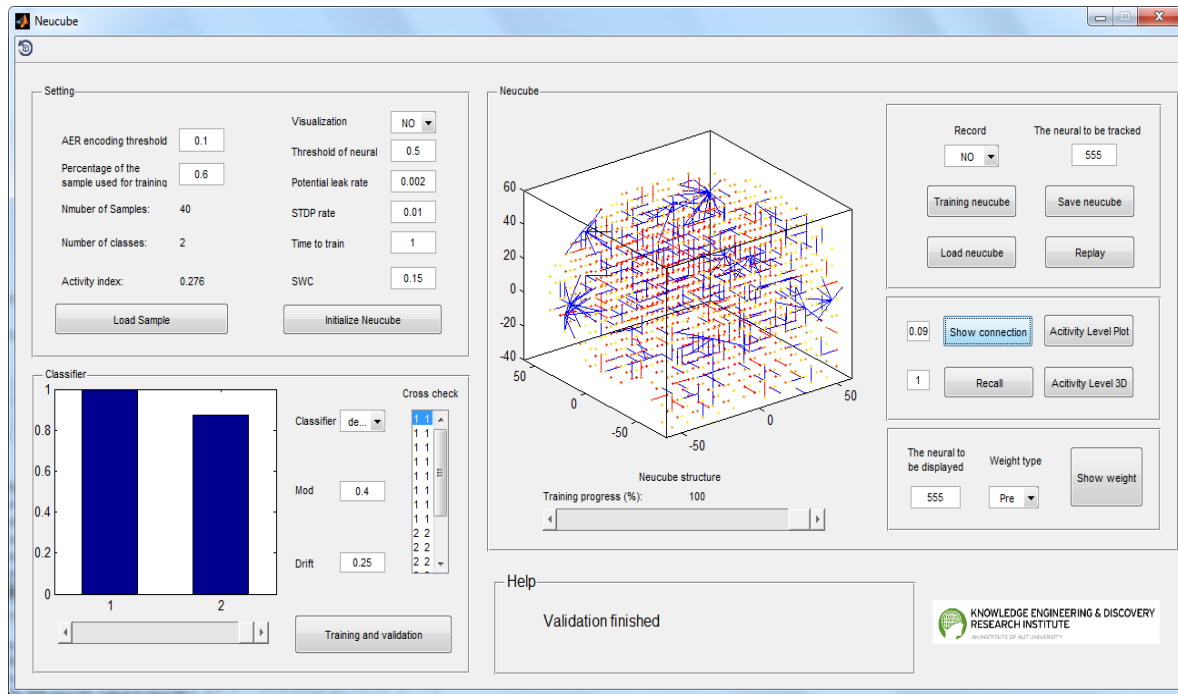 Neucube
Setting
AER encoding threshold
0.1
Percentage of the
sample used for training
0.6
Nmuber of Samples:
40
Number of classes:
2
Activity index:
0.276
Load Sample
Visualization
NO
Threshold of neural
0.5
Potential leak rate
0.002
STDP rate
0.01
Time to train
1
SWC
0.15
Initialize Neucube
Classifier
1
0.8
0.6
0.4
0.2
0
1
2
Classifier
de...
Mod
0.4
Drift
0.25
Cross check
1 1
1 1
1 1
1 1
1 1
1 1
1 1
1 1
2 2
2 2
2 2
Training and validation
Neucube
60
40
20
0
-20
-40
50
0
-50
-50
0
50
Neucube structure
Training progress (%):
100
Record
NO
The neural to be tracked
555
Training neucube
Save neucube
Load neucube
Replay
0.09
Show connection
Acitivity Level Plot
1
Recall
Acitivity Level 3D
The neural to
be displayed
555
Weight type
Pre
Show weight
Help
Validation finished
KNOWLEDGE ENGINEERING & DISCOVERY
RESEARCH INSTITUTE
AN INSTITUTE OF AUT UNIVERSITY